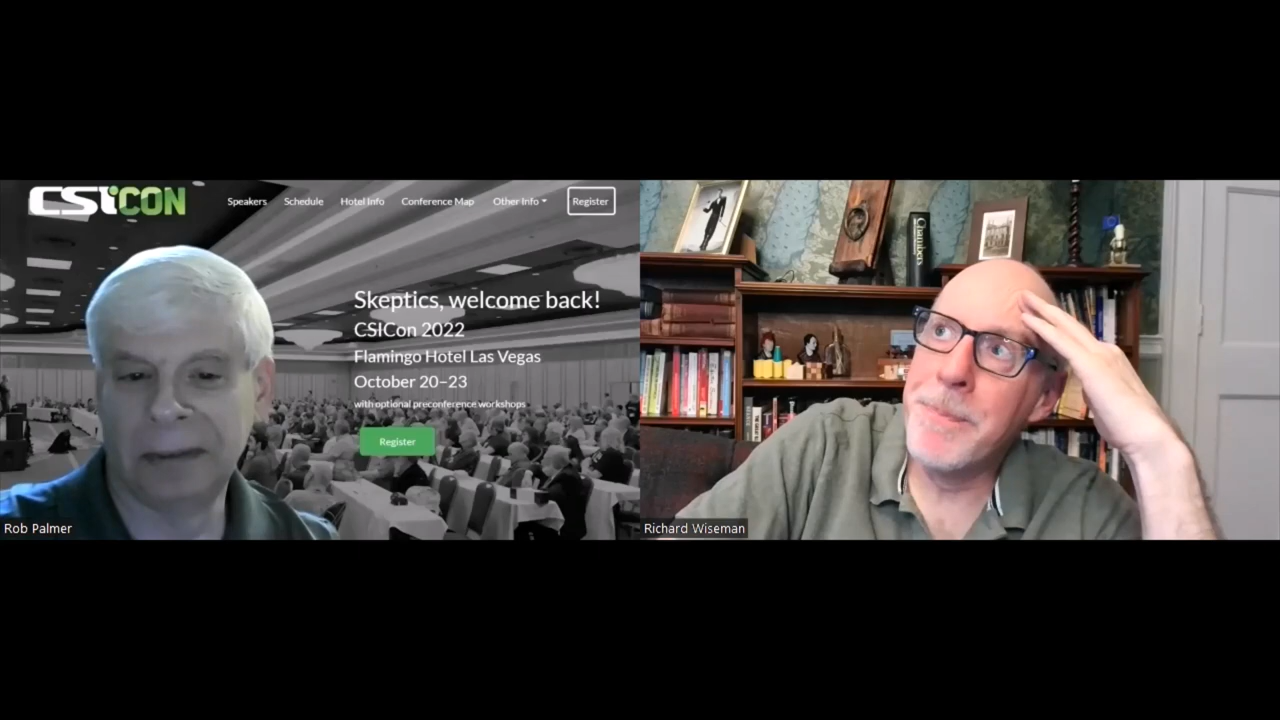 CSICON
Speakers Schedule Hotel Info Conference Map Other Info Register
Skeptics, welcome back!
CSICon 2022
Flamingo Hotel Las Vegas
October 20–23
with optional preconference workshops
Register
Rob Palmer
Richard Wiseman
Chambers